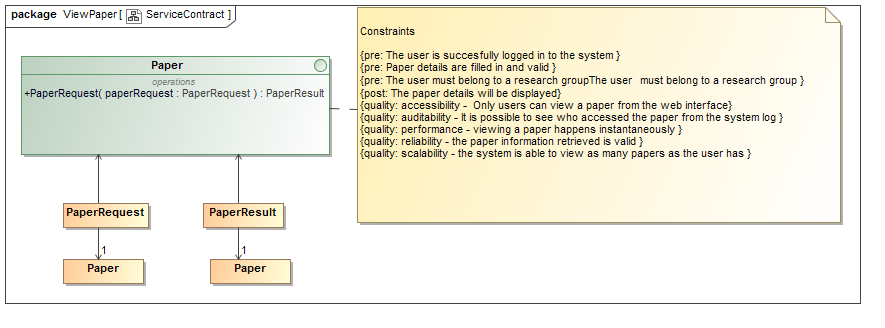 package ViewPaper [ ServiceContract ]
Paper
operations
+PaperRequest( paperRequest : PaperRequest ) : PaperResult
Constraints
{pre: The user is succesfully logged in to the system }
{pre: Paper details are filled in and valid }
{pre: The user must belong to a research groupThe user must belong to a research group }
{post: The paper details will be displayed}
{quality: accessibility - Only users can view a paper from the web interface}
{quality: auditability - It is possible to see who accessed the paper from the system log }
{quality: performance - viewing a paper happens instantaneously }
{quality: reliability - the paper information retrieved is valid }
{quality: scalability - the system is able to view as many papers as the user has }
PaperRequest
PaperResult
1
1
Paper
Paper